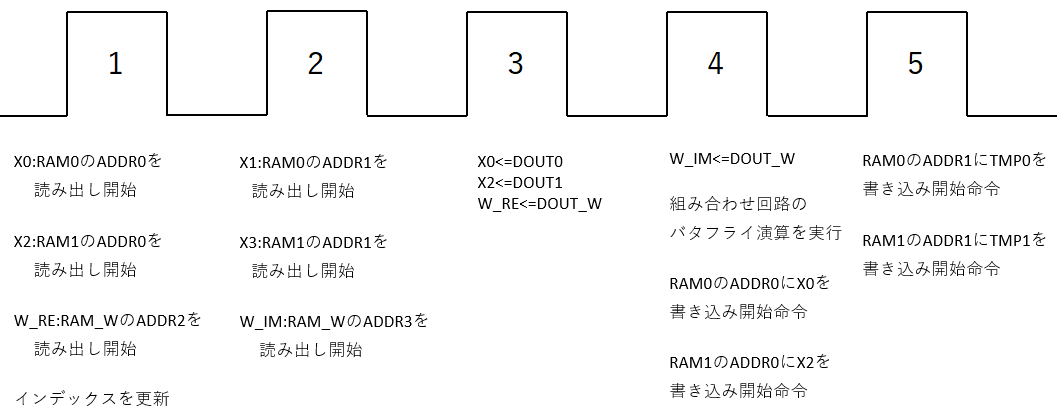 1
2
3
4
5
X0:RAM0のADDR0を
読み出し開始
X2:RAM1のADDR0を
読み出し開始
W_RE:RAM_WのADDR2を
読み出し開始
インデックスを更新
X1:RAM0のADDR1を
読み出し開始
X3:RAM1のADDR1を
読み出し開始
W_IM:RAM_WのADDR3を
読み出し開始
X0<=DOUT0
X2<=DOUT1
W_RE<=DOUT_W
W_IM<=DOUT_W
組み合わせ回路の
バタフライ演算を実行
RAM0のADDR0にX0を
書き込み開始命令
RAM1のADDR0にX2を
書き込み開始命令
RAM0のADDR1にTMP0を
書き込み開始命令
RAM1のADDR1にTMP1を
書き込み開始命令